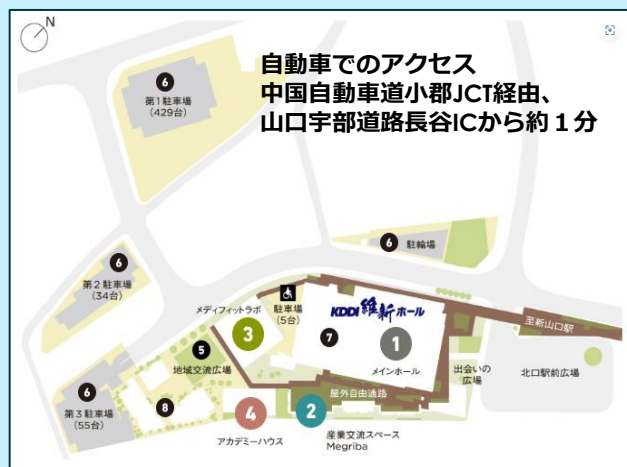 N
自動車でのアクセス
中国自動車道小郡JCT経由、
山口宇部道路長谷ICから約１分
6
第1駐車場
(429台)
6
駐輪場
6
第2駐車場
(34台)
メディフィットラボ
3
駐車場
(5台)
KDDI 維新ホール
7
1
メインホール
至新山口駅
5
地域交流広場
出会いの
広場
北口駅前広場
6
第3駐車場
(55台)
8
屋外自由通路
4
アカデミーハウス
2
産業交流スペース
Megriba